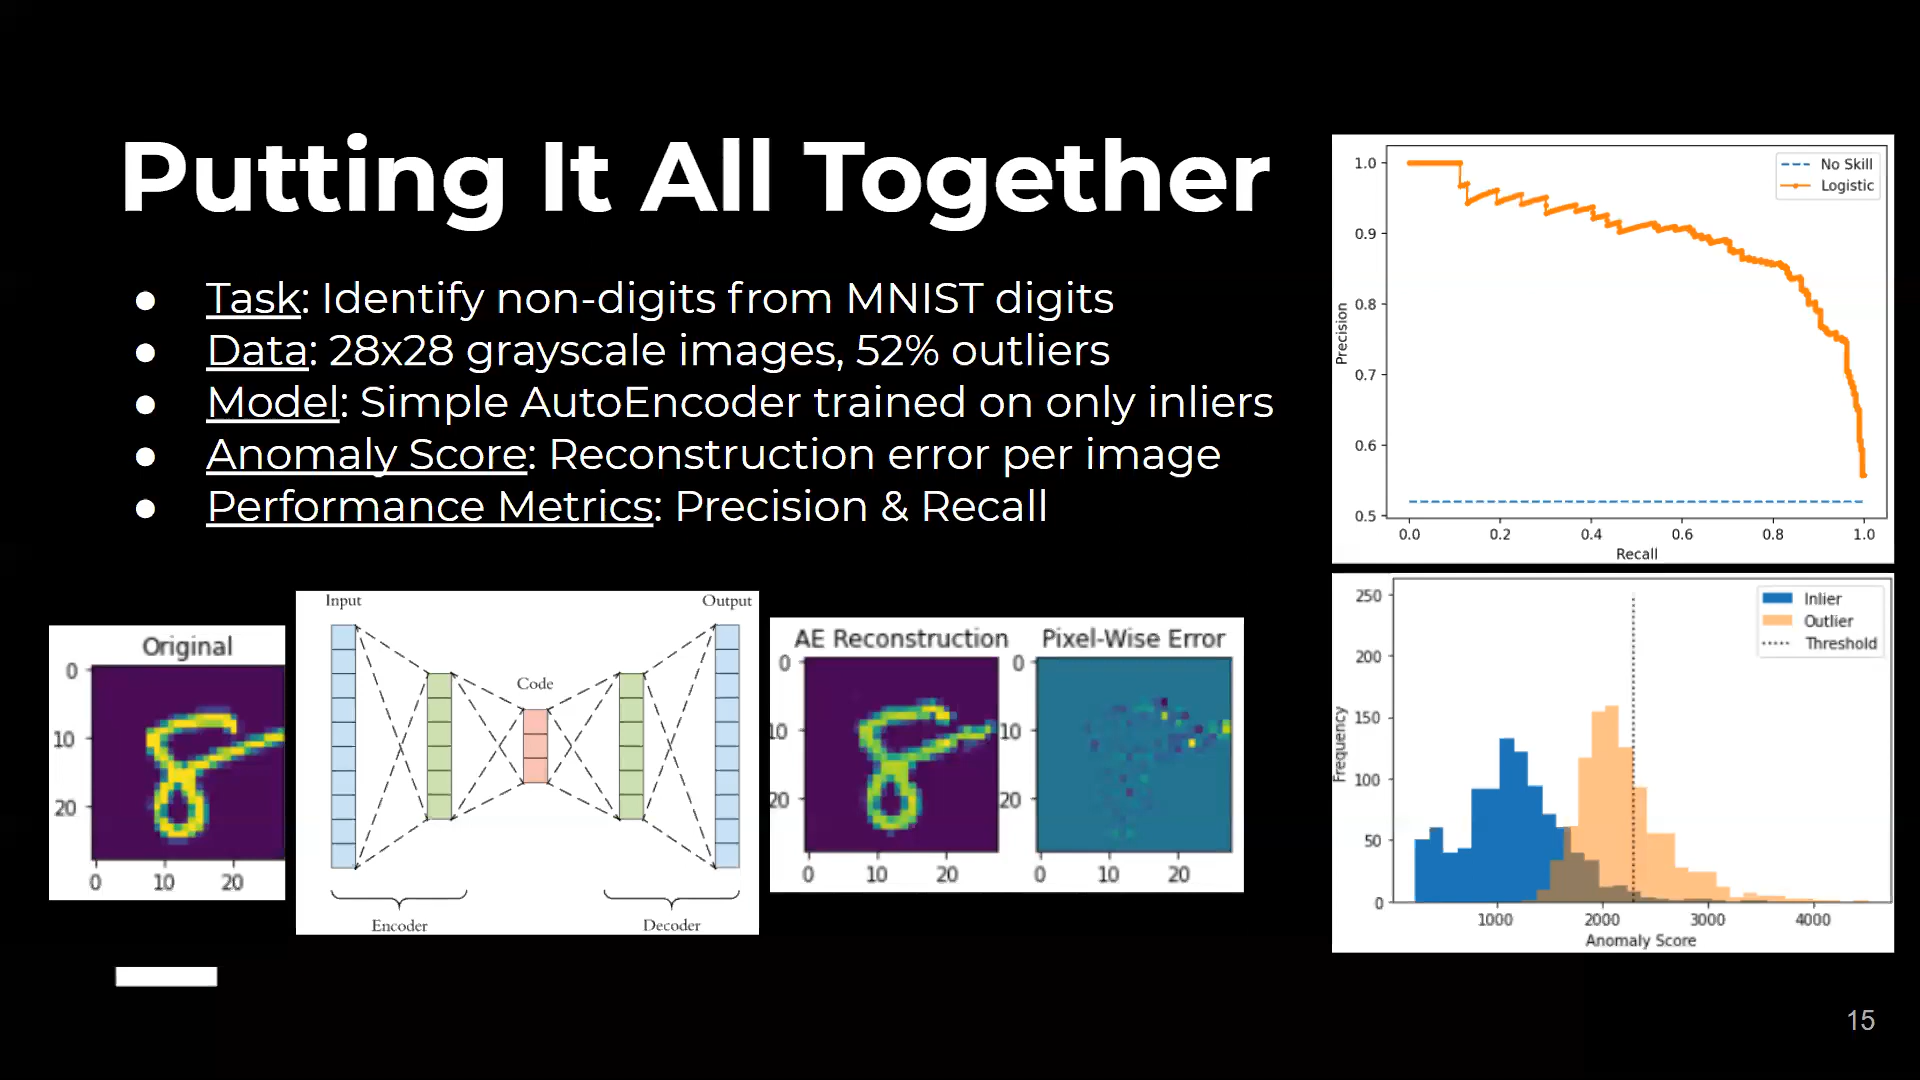 Putting It All Together
● Task: Identify non-digits from MNIST digits
● Data: 28x28 grayscale images, 52% outliers
● Model: Simple AutoEncoder trained on only inliers
● Anomaly Score: Reconstruction error per image
● Performance Metrics: Precision & Recall
1.0
0.9
0.8
0.7
0.6
0.5
Precision
No Skill
Logistic
0.0 0.2 0.4 0.6 0.8 1.0
Recall
Original
0
10
20
0 10 20
Input
Output
Code
Encoder
Decoder
AE Reconstruction
0
10
20
0 10 20
Pixel-Wise Error
0
10
20
0 10 20
250
200
150
100
50
0
Frequency
Inlier
Outlier
Threshold
1000 2000 3000 4000
Anomaly Score
15